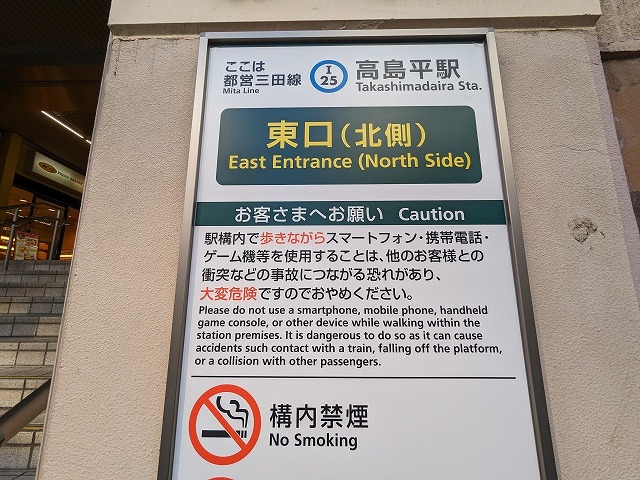 ここは
都営三田線
Mita Line
I
25
高島平駅
Takashimadaira Sta.
東口（北側）
East Entrance (North Side)
お客さまへお願い Caution
駅構内で歩きながらスマートフォン・携帯電話・
ゲーム機等を使用することは、他のお客様との
衝突などの事故につながる恐れがあり、
大変危険ですのでおやめください。
Please do not use a smartphone, mobile phone, handheld
game console, or other device while walking within the
station premises. It is dangerous to do so as it can cause
accidents such contact with a train, falling off the platform,
or a collision with other passengers.
構内禁煙
No Smoking